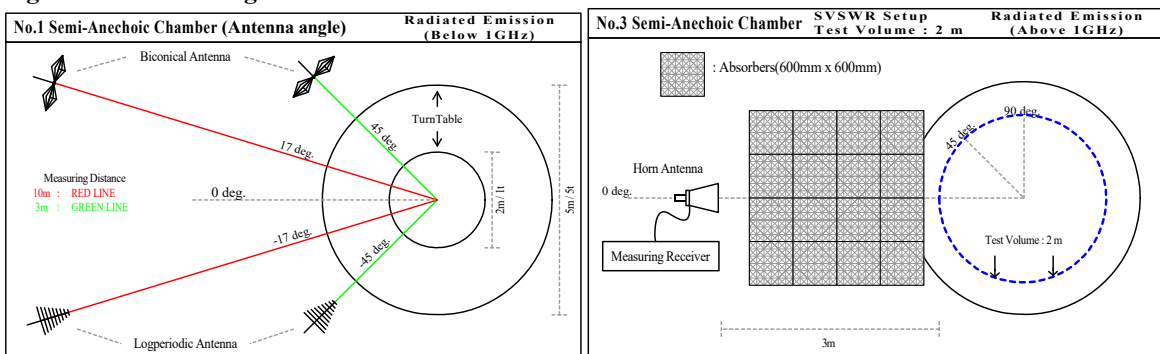 No.1 Semi-Anechoic Chamber (Antenna angle)
Radiated Emission
(Below 1GHz)
Biconical Antenna
TurnTable
45 deg.
17 deg.
Measuring Distance
10m : RED LINE
3m : GREEN LINE
0 deg.
2m / 1t
5m / 5t
-17 deg.
-45 deg.
Logperiodic Antenna
No.3 Semi-Anechoic Chamber
SVSWR Setup
Test Volume : 2 m
Radiated Emission
(Above 1GHz)
: Absorbers(600mm x 600mm)
90 deg.
45 deg.
Horn Antenna
0 deg.
Measuring Receiver
Test Volume : 2 m
3m